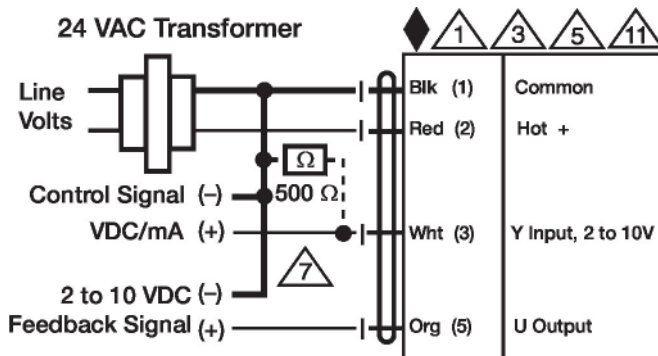 24 VAC Transformer
1 3 5 11
Line
Volts
Blk (1) Common
Red (2) Hot +
Ω
500 Ω
Control Signal (–)
VDC/mA (+)
Wht (3) Y Input, 2 to 10V
7
2 to 10 VDC (–)
Feedback Signal (+)
Org (5) U Output